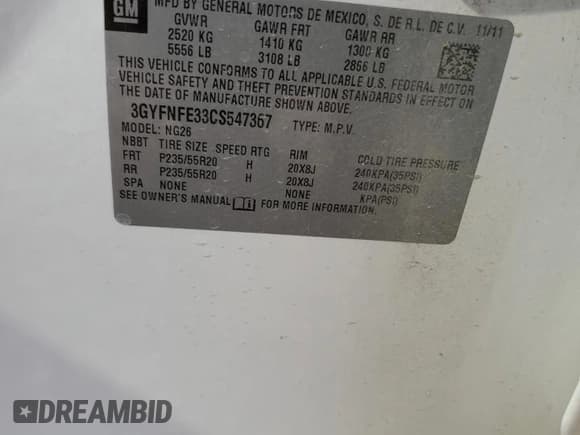 GM
MFD BY GENERAL MOTORS DE MEXICO, S. DE R.L. DE C.V. 11/11
GVWR GAWR FRT GAWR RR
2520 KG 1410 KG 1300 KG
5556 LB 3108 LB 2866 LB
THIS VEHICLE CONFORMS TO ALL APPLICABLE U.S. FEDERAL MOTOR
VEHICLE SAFETY AND THEFT PREVENTION STANDARDS IN EFFECT ON
THE DATE OF MANUFACTURE SHOWN ABOVE.
3GYFNFE33CS547367 TYPE: M.P.V.
MODEL: NG26
NBBT TIRE SIZE SPEED RTG RIM COLD TIRE PRESSURE
FRT P235/55R20 H 20X8J 240KPA(35PSI)
RR P235/55R20 H 20X8J 240KPA(35PSI)
SPA NONE NONE KPA(PSI)
SEE OWNER'S MANUAL FOR MORE INFORMATION.
DREAMBID